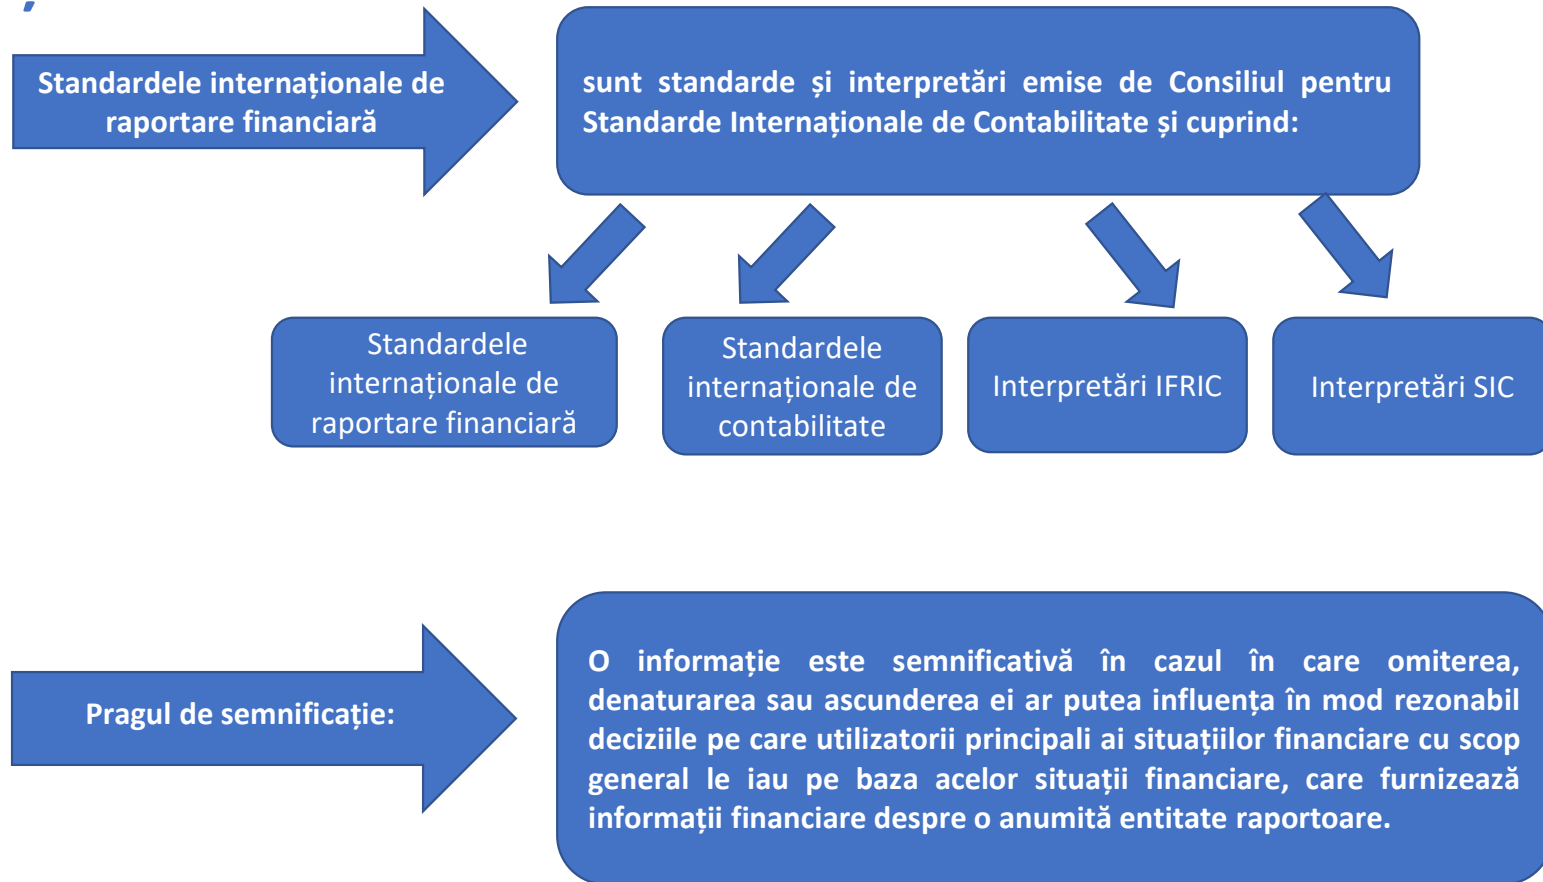 Standardele internaționale de
raportare financiară
sunt standarde și interpretări emise de Consiliul pentru
Standarde Internaționale de Contabilitate și cuprind:
Standardele
internaționale de
raportare financiară
Standardele
internaționale de
contabilitate
Interpretări IFRIC
Interpretări SIC
Pragul de semnificație:
O informație este semnificativă în cazul în care omiterea,
denaturarea sau ascunderea ei ar putea influența în mod rezonabil
deciziile pe care utilizatorii principali ai situațiilor financiare cu scop
general le iau pe baza acelor situații financiare, care furnizează
informații financiare despre o anumită entitate raportoare.